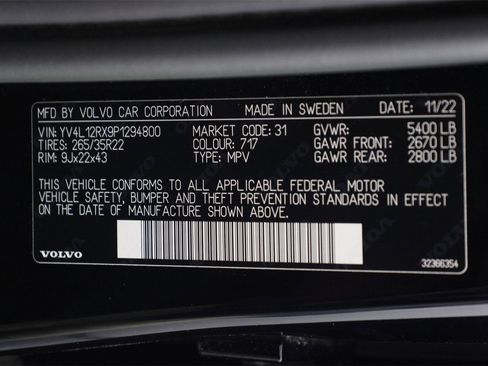 MFD BY VOLVO CAR CORPORATION MADE IN SWEDEN DATE: 11/22
VIN: YV4L12RX9P1294800 MARKET CODE: 31 GVWR: 5400 LB
TIRES: 265/35R22 COLOUR: 717 GAWR FRONT: 2670 LB
RIM: 9Jx22x43 TYPE: MPV GAWR REAR: 2800 LB
THIS VEHICLE CONFORMS TO ALL APPLICABLE FEDERAL MOTOR
VEHICLE SAFETY, BUMPER AND THEFT PREVENTION STANDARDS IN EFFECT
ON THE DATE OF MANUFACTURE SHOWN ABOVE.
VOLVO 32366354